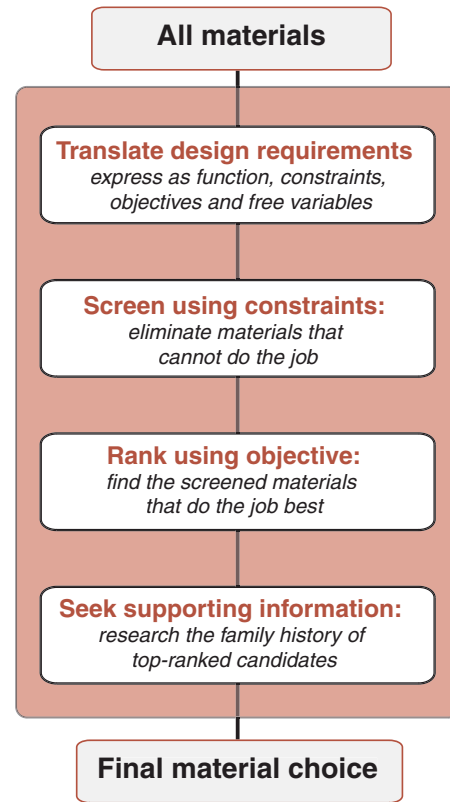 All materials
Translate design requirements
express as function, constraints,
objectives and free variables
Screen using constraints:
eliminate materials that
cannot do the job
Rank using objective:
find the screened materials
that do the job best
Seek supporting information:
research the family history of
top-ranked candidates
Final material choice